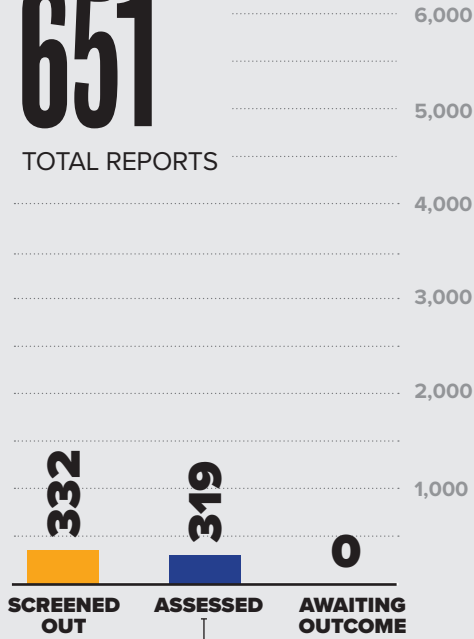 651
TOTAL REPORTS
6,000
5,000
4,000
3,000
2,000
1,000
332
319
0
SCREENED
OUT
ASSESSED
AWAITING
OUTCOME